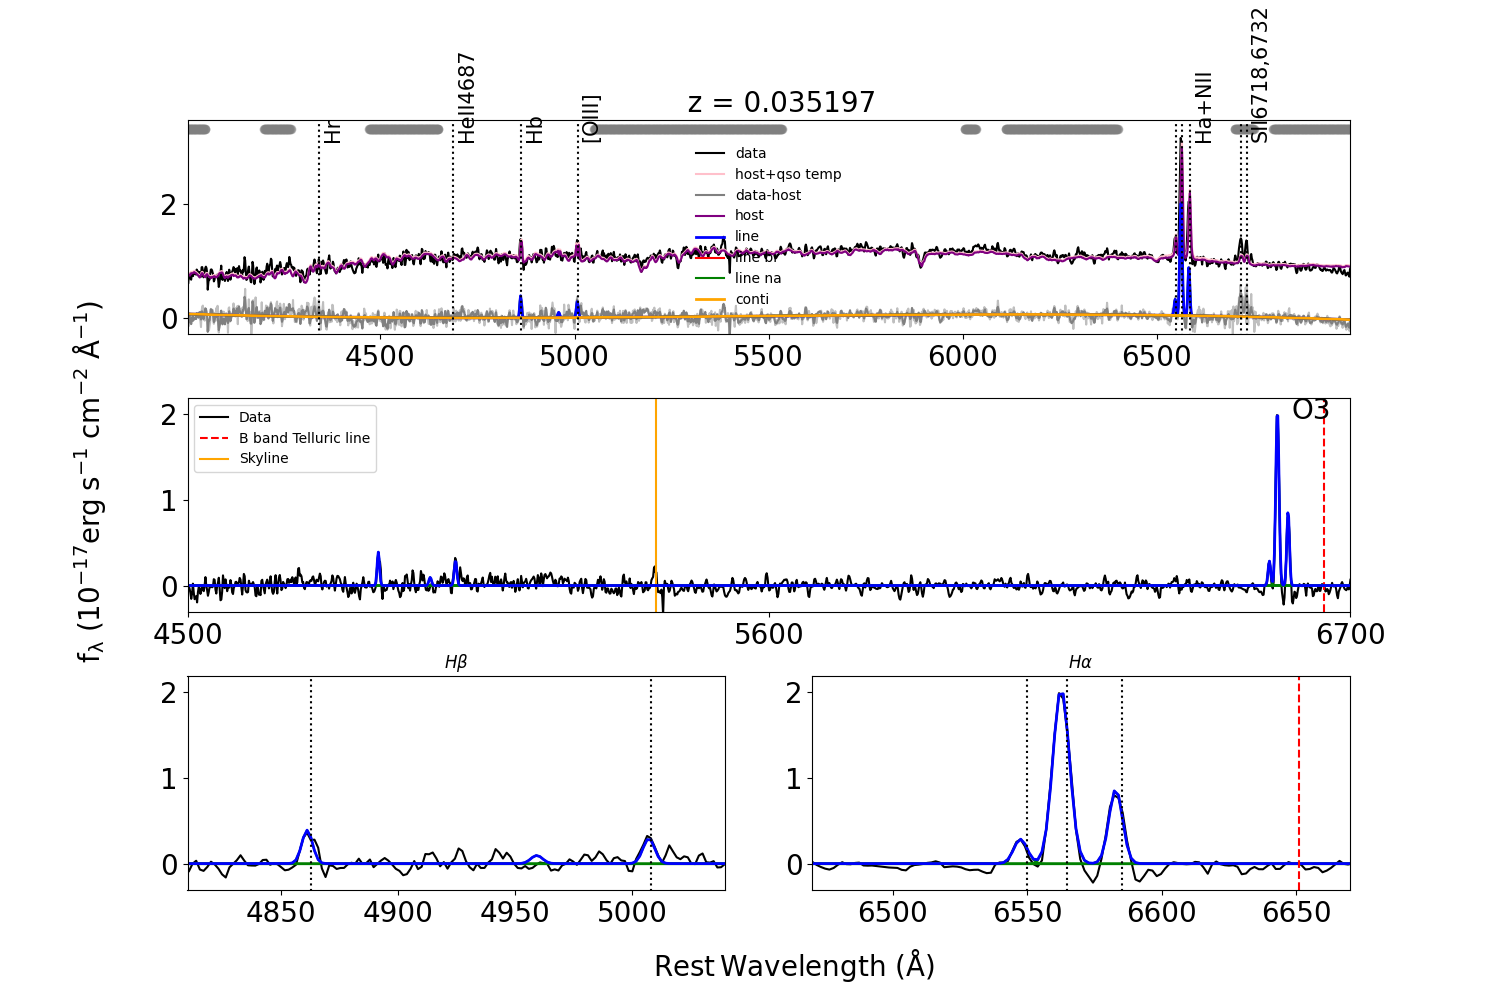 z = 0.035197
Hr
HeII4687
Hb
[OIII]
Ha+NII
SII6718,6732
data
host+qso temp
data-host
host
line
line br
line na
conti
2
0
4500
5000
5500
6000
6500
fλ (10⁻¹⁷erg s⁻¹ cm⁻² Å⁻¹)
Data
B band Telluric line
Skyline
O3
2
1
0
4500
5600
6700
Hβ
2
1
0
4850
4900
4950
5000
Hα
2
1
0
6500
6550
6600
6650
Rest Wavelength (Å)